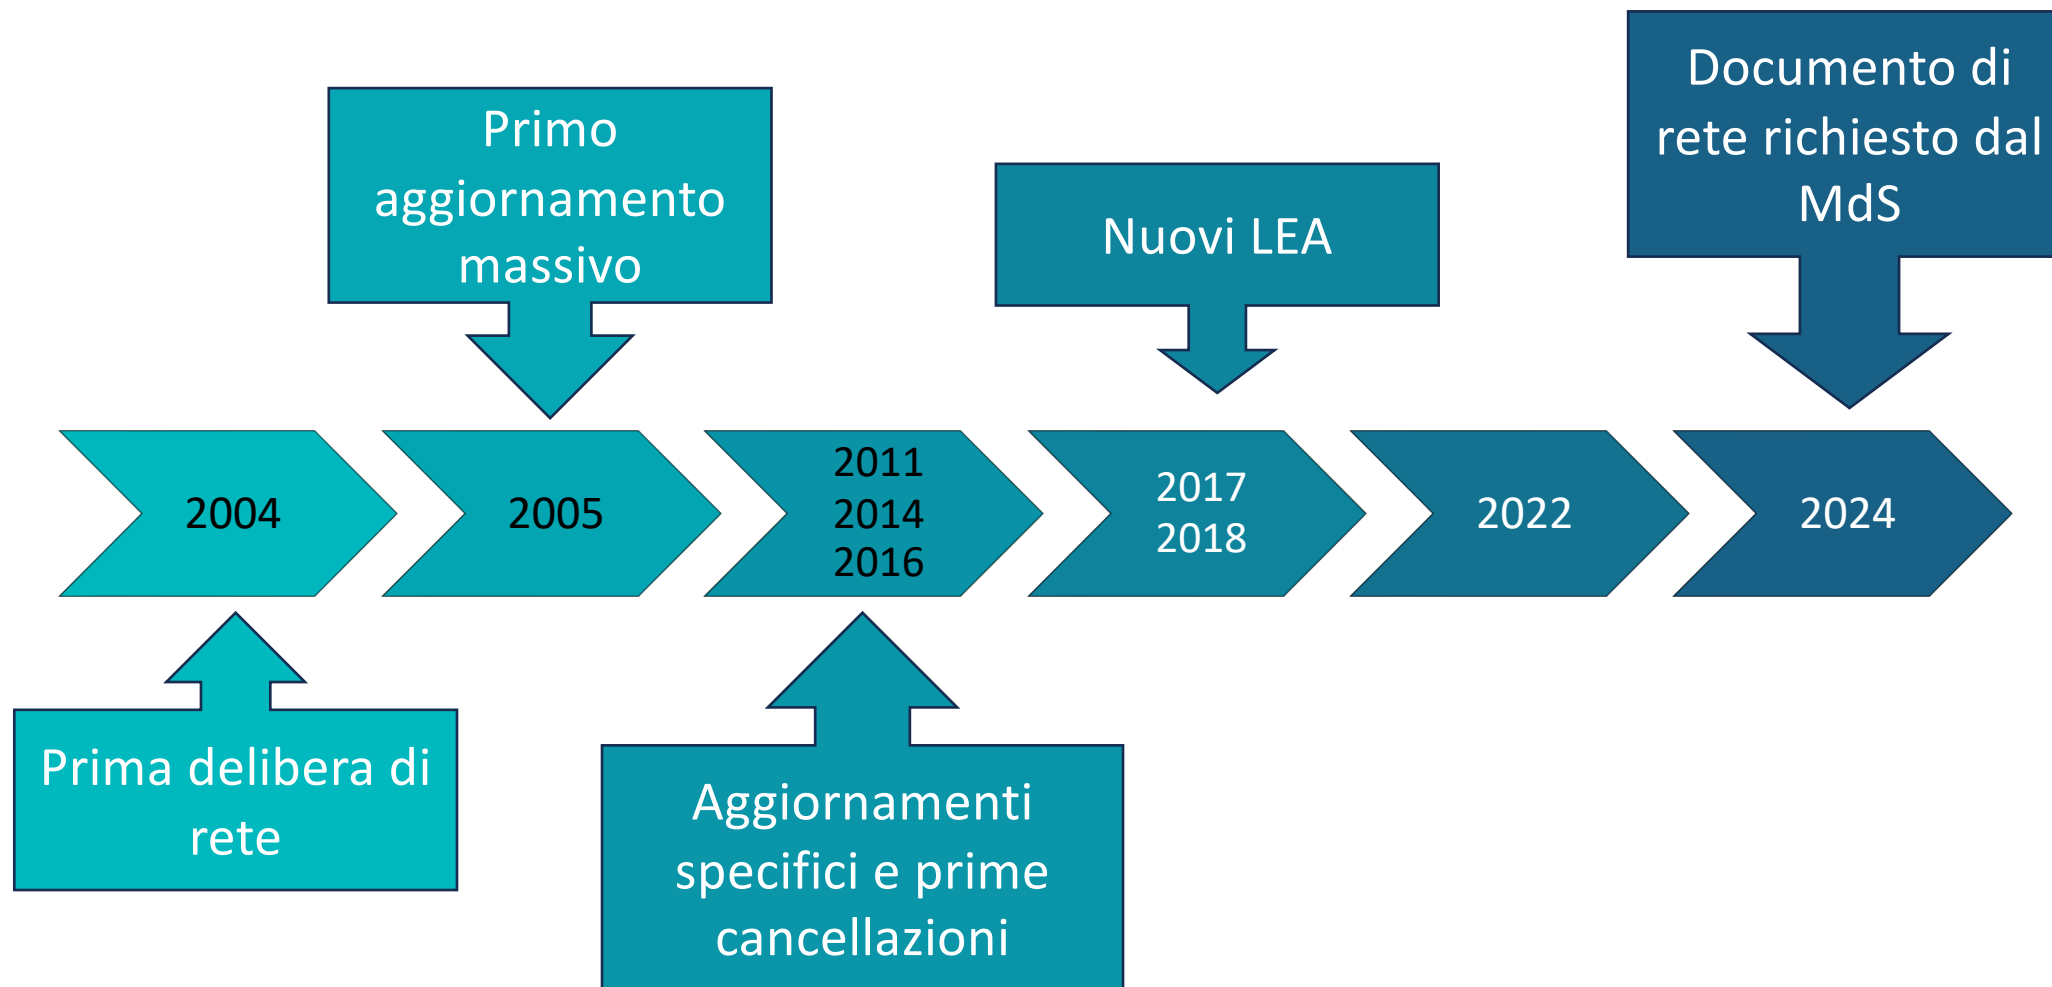 Documento di
rete richiesto dal
MdS
Primo
aggiornamento
massivo
Nuovi LEA
2004
2005
2011
2014
2016
2017
2018
2022
2024
Prima delibera di
rete
Aggiornamenti
specifici e prime
cancellazioni